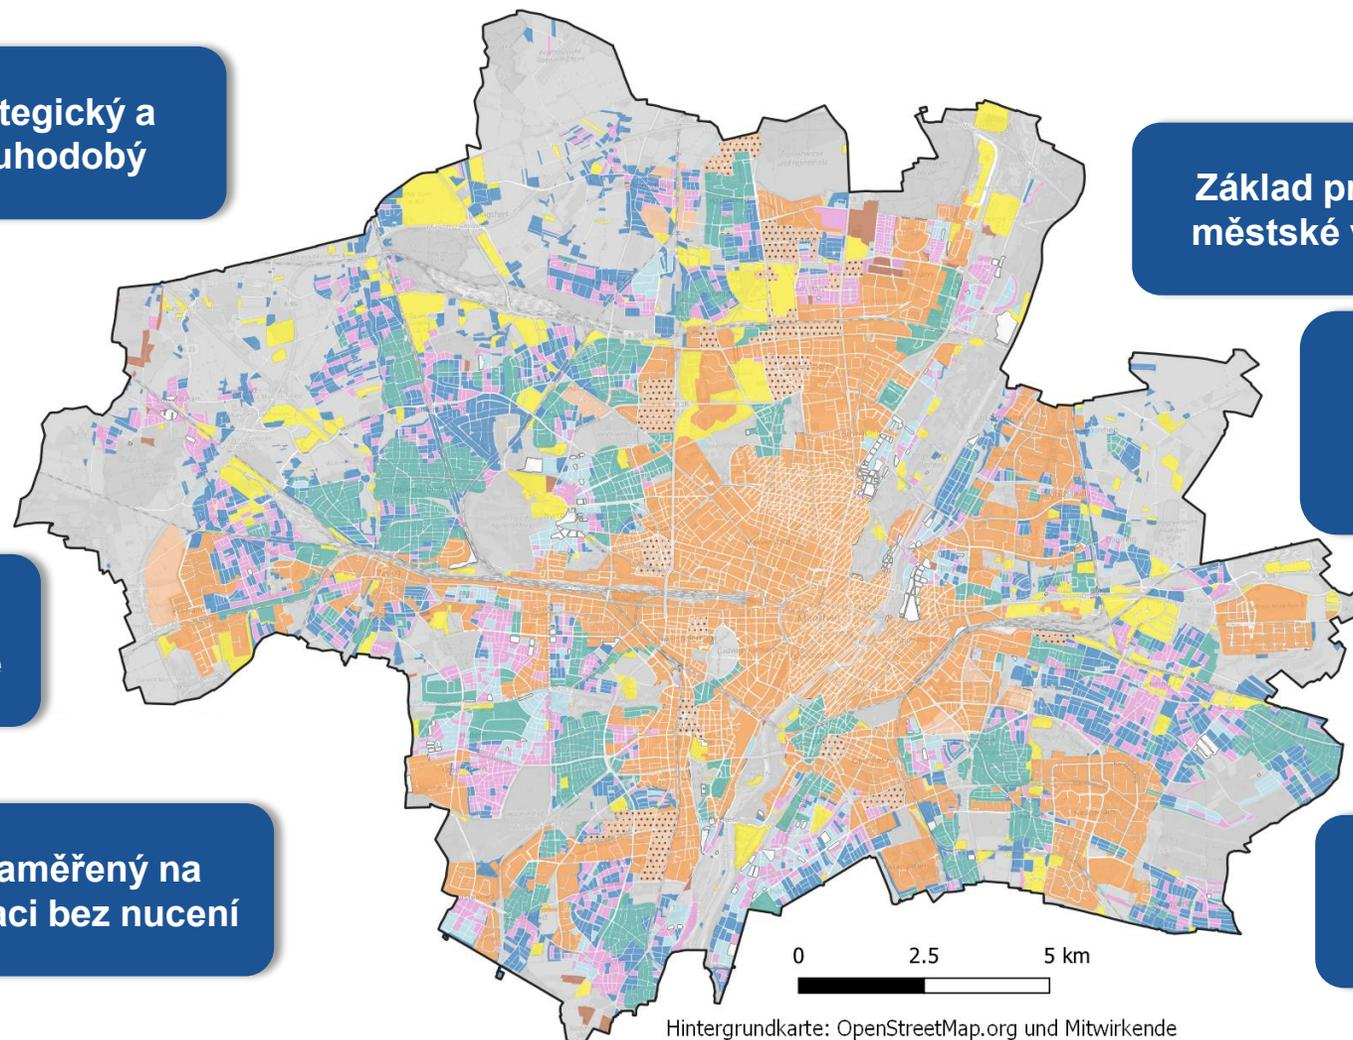 tegický a
uhodobý
Základ pr
městské v
aměřený na
aci bez nucení
0 2.5 5 km
Hintergrundkarte: OpenStreetMap.org und Mitwirkende